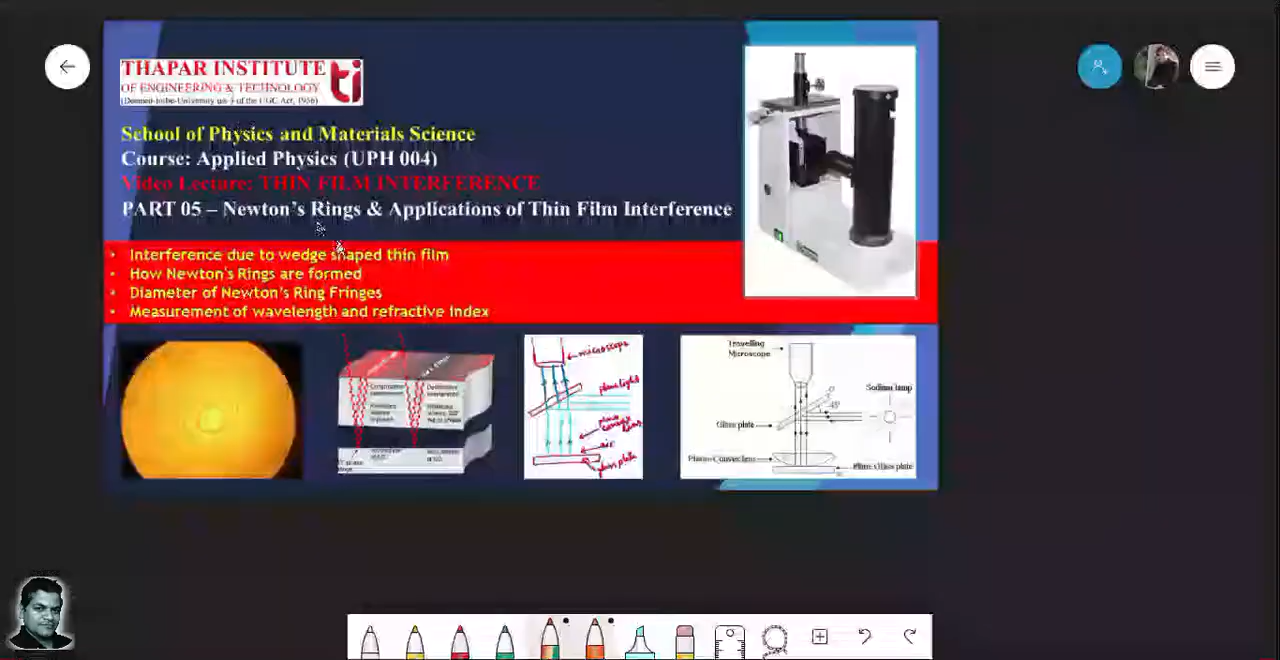 THAPAR INSTITUTE
OF ENGINEERING & TECHNOLOGY
ti
School of Physics and Materials Science
Course: Applied Physics (UPH 004)
Video Lecture: THIN FILM INTERFERENCE
PART 05 – Newton's Rings & Applications of Thin Film Interference
• Interference due to wedge shaped thin film
• How Newton's Rings are formed
• Diameter of Newton's Ring Fringes
• Measurement of wavelength and refractive index
microscope
plane light
air
glass plate
Travelling
Microscope
Sodium lamp
45°
Glass plate
Plano-Convex lens
Plane glass plate